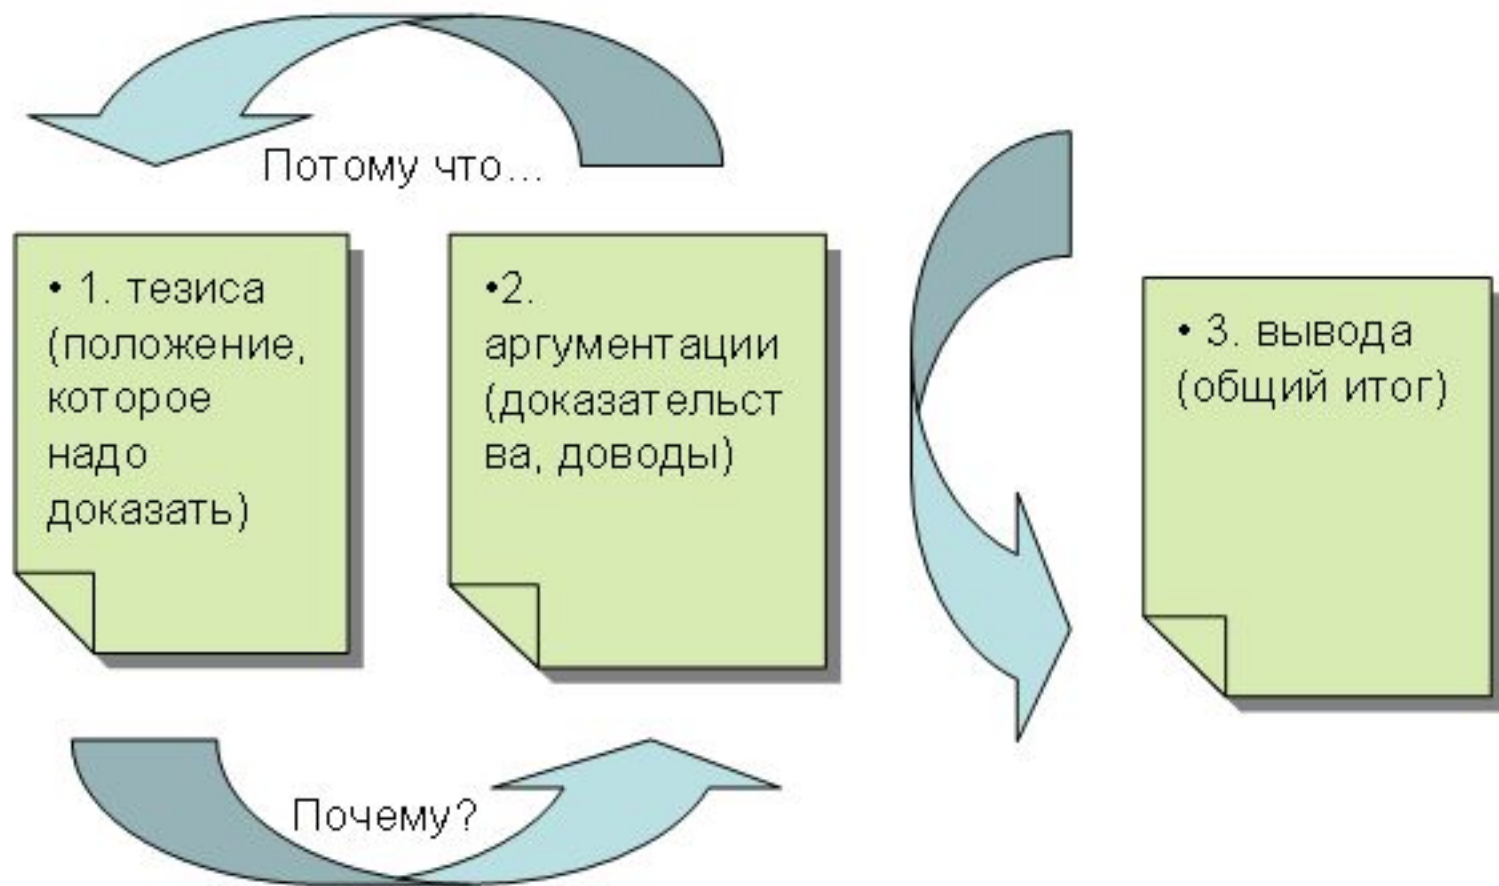 Потому что...
• 1. тезиса
(положение,
которое
надо
доказать)
•2.
аргументации
(доказательст
ва, доводы)
• 3. вывода
(общий итог)
Почему?